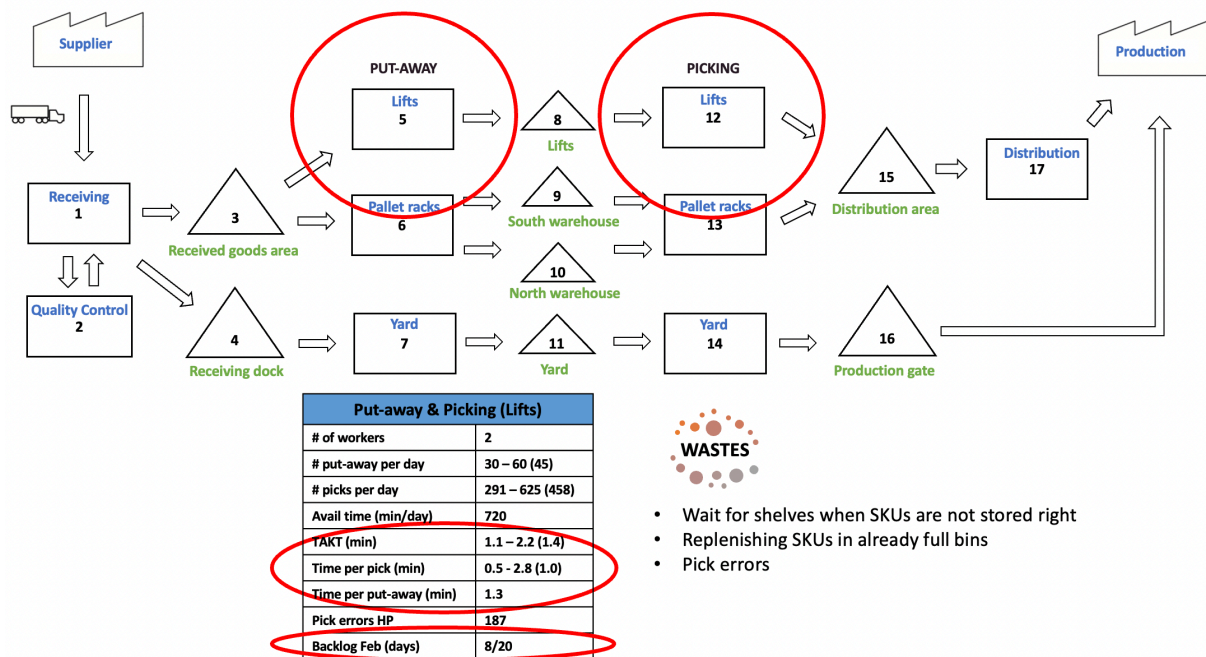 Supplier
Production
PUT-AWAY
PICKING
Lifts
5
8
Lifts
Lifts
12
Receiving
1
3
Received goods area
Pallet racks
6
9
South warehouse
10
North warehouse
Pallet racks
13
15
Distribution area
Distribution
17
Quality Control
2
4
Receiving dock
Yard
7
11
Yard
Yard
14
16
Production gate
Put-away & Picking (Lifts)
# of workers 2
# put-away per day 30 – 60 (45)
# picks per day 291 – 625 (458)
Avail time (min/day) 720
TAKT (min) 1.1 – 2.2 (1.4)
Time per pick (min) 0.5 - 2.8 (1.0)
Time per put-away (min) 1.3
Pick errors HP 187
Backlog Feb (days) 8/20
WASTES
• Wait for shelves when SKUs are not stored right
• Replenishing SKUs in already full bins
• Pick errors